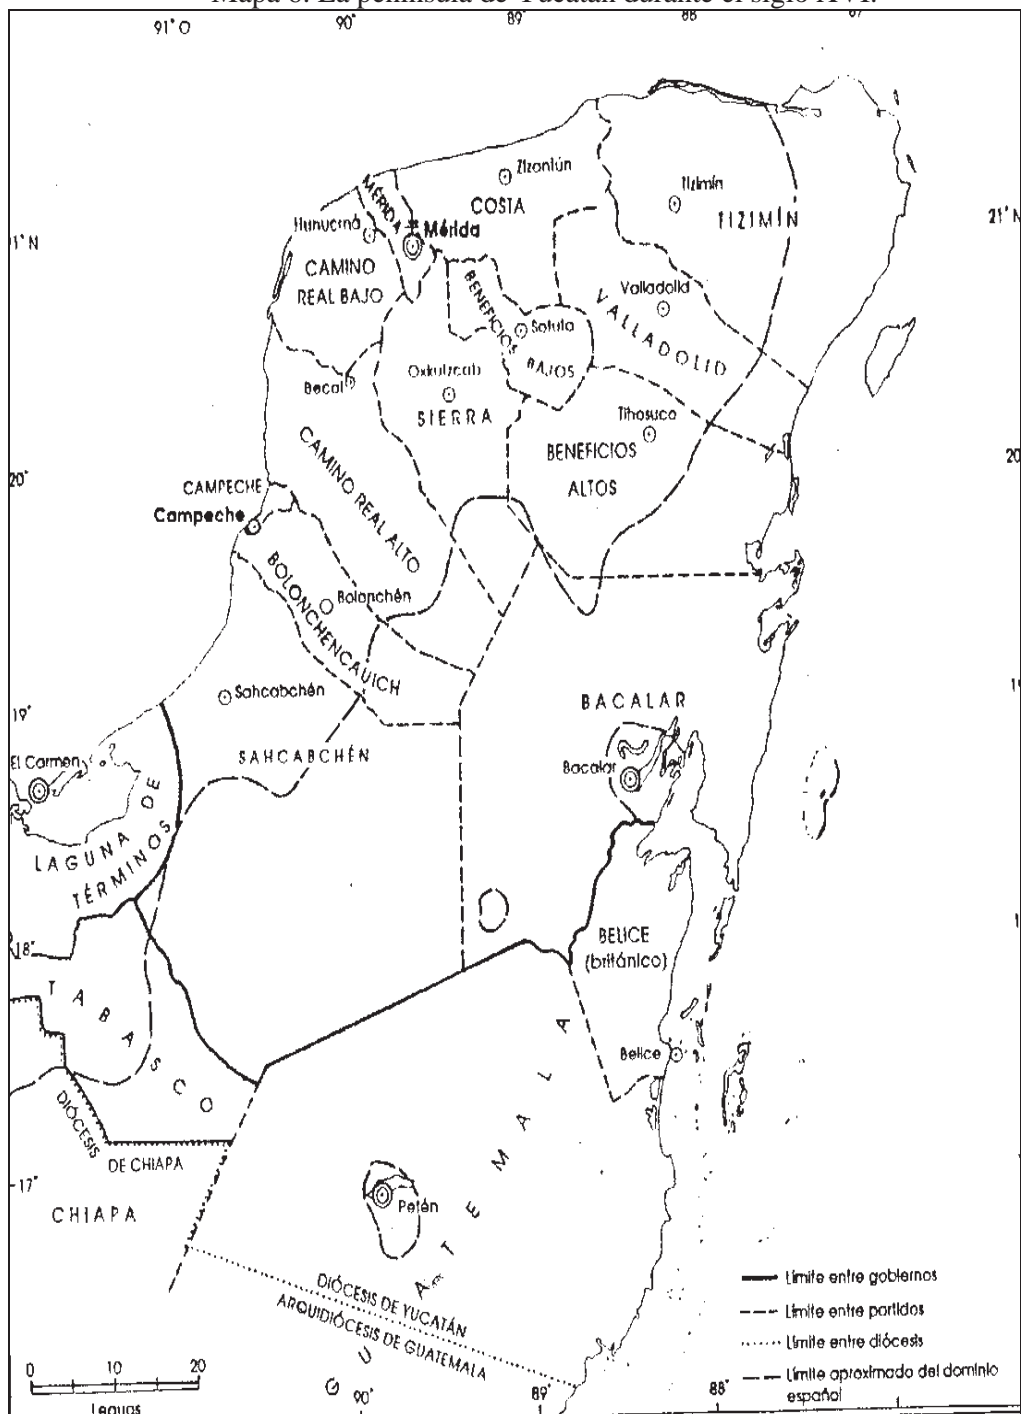 Mapa 6. La península de Yucatán durante el siglo XVI.
91°O
90°
89°
88
87
Zizontún
COSTA
Tizimín
TIZIMÍN
MÉRIDA
Hunucmá
Mérida
21°N
1°N
CAMINO
REAL BAJO
BENEFICIOS
BAJOS
Valladolid
VALLADOLID
Sotuta
Oxkutzcab
SIERRA
Becal
Tihosuco
BENEFICIOS
ALTOS
CAMINO REAL ALTO
20°
20
CAMPECHE
Campeche
BOLONCHENCAUICH
Bolonchén
Sahcabchén
SAHCABCHÉN
BACALAR
Bacalar
19°
El Carmen
LAGUNA DE
TÉRMINOS
18°
BELICE
(británico)
Belice
TABASCO
DIÓCESIS
DE CHIAPA
CHIAPA
17°
Petén
GUATEMALA
DIÓCESIS DE YUCATÁN
ARQUIDIÓCESIS DE GUATEMALA
Límite entre gobiernos
Límite entre partidos
Límite entre diócesis
Límite aproximado del dominio
español
0 10 20
Leguas
90°
89°
88°